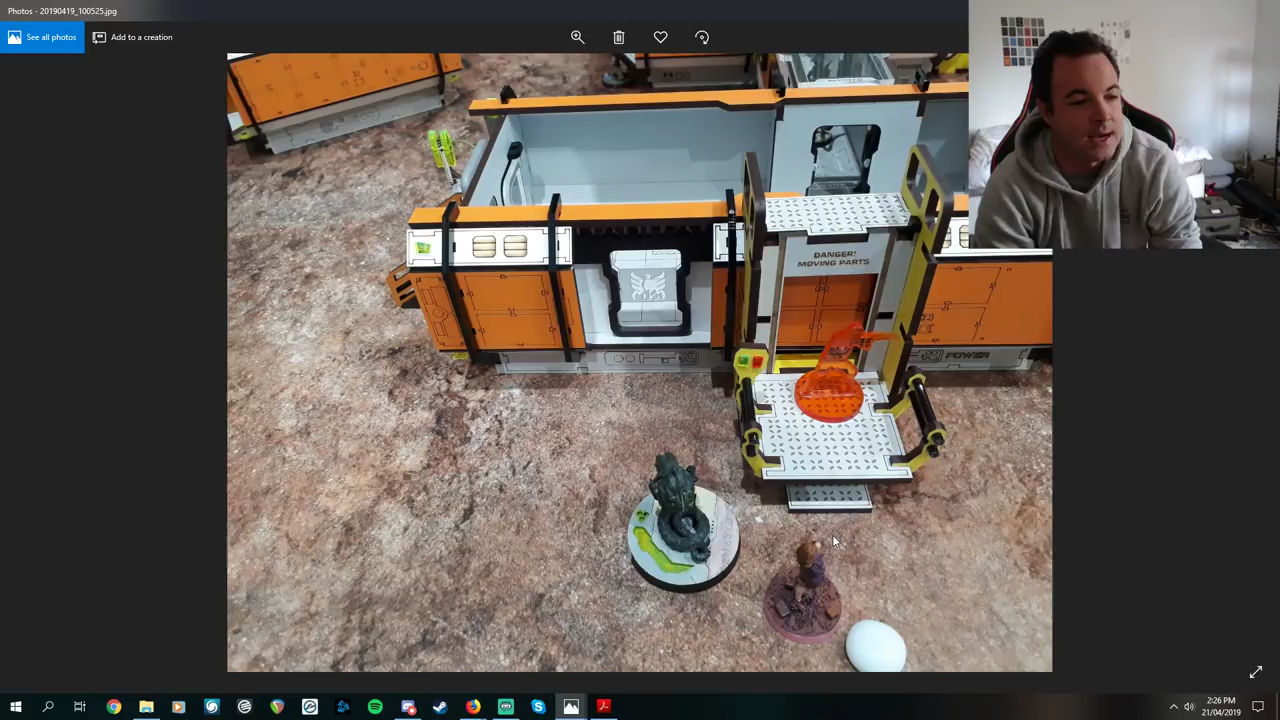 Photos - 20190419_100525.jpg
See all photos
Add to a creation
DANGER!
MOVING PARTS
POWER
2:26 PM
21/04/2019